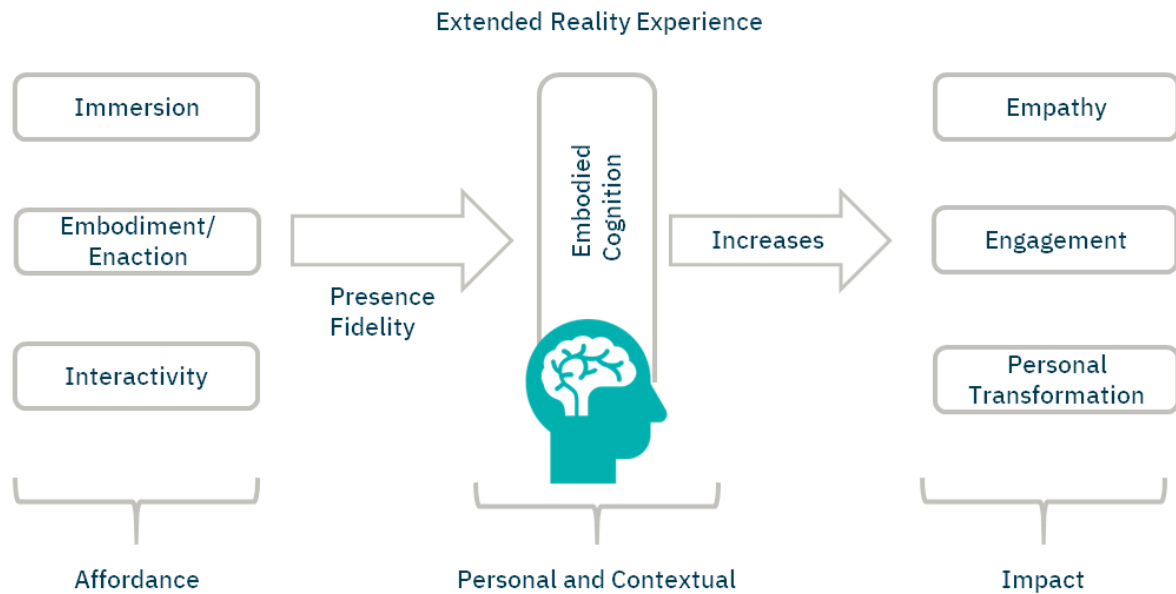 Extended Reality Experience
Immersion
Embodiment/
Enaction
Interactivity
Presence
Fidelity
Embodied
Cognition
Increases
Empathy
Engagement
Personal
Transformation
Affordance
Personal and Contextual
Impact